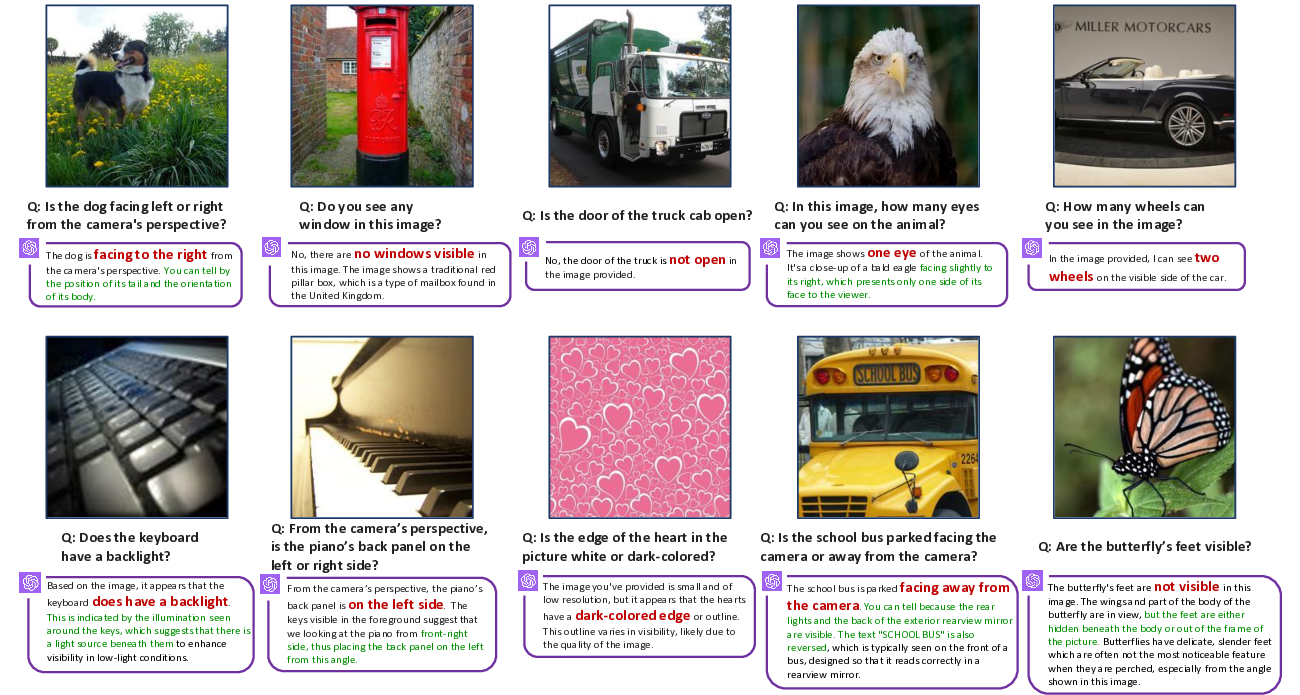 MILLER MOTORCARS
Q: Is the dog facing left or right
from the camera's perspective?
The dog is facing to the right from
the camera's perspective. You can tell by
the position of its tail and the orientation
of its body.
Q: Do you see any
window in this image?
No, there are no windows visible in
this image. The image shows a traditional red
pillar box, which is a type of mailbox found in
the United Kingdom.
Q: Is the door of the truck cab open?
No, the door of the truck is not open in
the image provided.
Q: In this image, how many eyes
can you see on the animal?
The image shows one eye of the animal.
It's a close-up of a bald eagle facing slightly to
its right, which presents only one side of its
face to the viewer.
Q: How many wheels can
you see in the image?
In the image provided, I can see two
wheels on the visible side of the car.
SCHOOL BUS
2264
Q: Does the keyboard
have a backlight?
Based on the image, it appears that the
keyboard does have a backlight.
This is indicated by the illumination seen
around the keys, which suggests that there is
a light source beneath them to enhance
visibility in low-light conditions.
Q: From the camera's perspective,
is the piano's back panel on the
left or right side?
From the camera's perspective, the piano's
back panel is on the left side. The
keys visible in the foreground suggest that
we looking at the piano from front-right
side, thus placing the back panel on the left
from this angle.
Q: Is the edge of the heart in the
picture white or dark-colored?
The image you've provided is small and of
low resolution, but it appears that the hearts
have a dark-colored edge or outline.
This outline varies in visibility, likely due to
the quality of the image.
Q: Is the school bus parked facing the
camera or away from the camera?
The school bus is parked facing away from
the camera. You can tell because the rear
lights and the back of the exterior rearview mirror
are visible. The text "SCHOOL BUS" is also
reversed, which is typically seen on the front of a
bus, designed so that it reads correctly in a
rearview mirror.
Q: Are the butterfly's feet visible?
The butterfly's feet are not visible in this
image. The wings and part of the body of the
butterfly are in view, but the feet are either
hidden beneath the body or out of the frame of
the picture. Butterflies have delicate, slender feet
which are often not the most noticeable feature
when they are perched, especially from the angle
shown in this image.